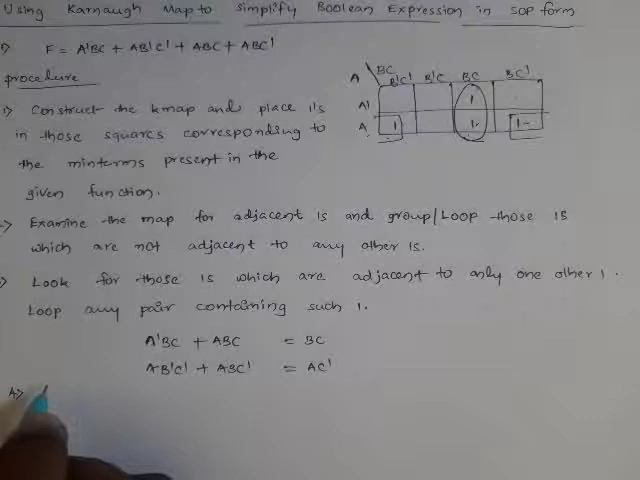 Using Karnaugh Map to Simplify Boolean Expression in SOP form
1) F = A'BC + AB'C' + ABC + ABC'
procedure
A BC
B'C' B'C BC BC'
A' 1
A 1 1 1
1) Construct the kmap and place 1's
in those squares corresponding to
the minterms present in the
given function.
Examine the map for adjacent 1s and group/Loop those 1s
which are not adjacent to any other 1s.
Look for those 1s which are adjacent to only one other 1.
Loop any pair containing such 1.
A'BC + ABC = BC
AB'C' + ABC' = AC'
4)